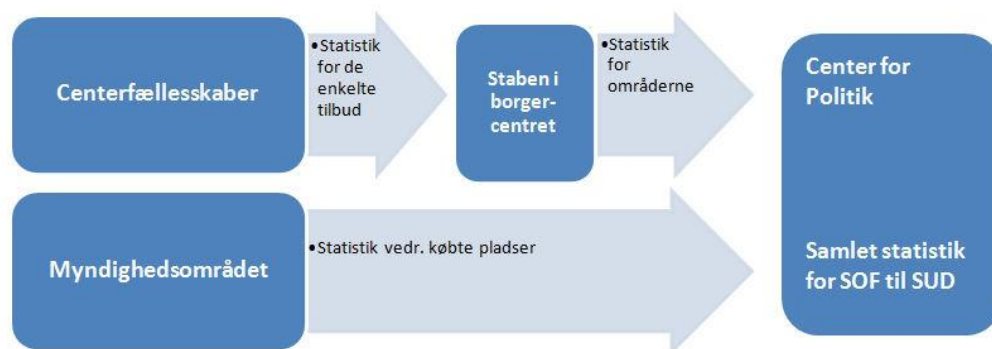 Centerfællesskaber
•Statistik
for de
enkelte
tilbud
Staben i
borger-
centret
•Statistik
for
områderne
Center for
Politik
Myndighedsområdet
•Statistik vedr. købte pladser
Samlet statistik
for SOF til SUD